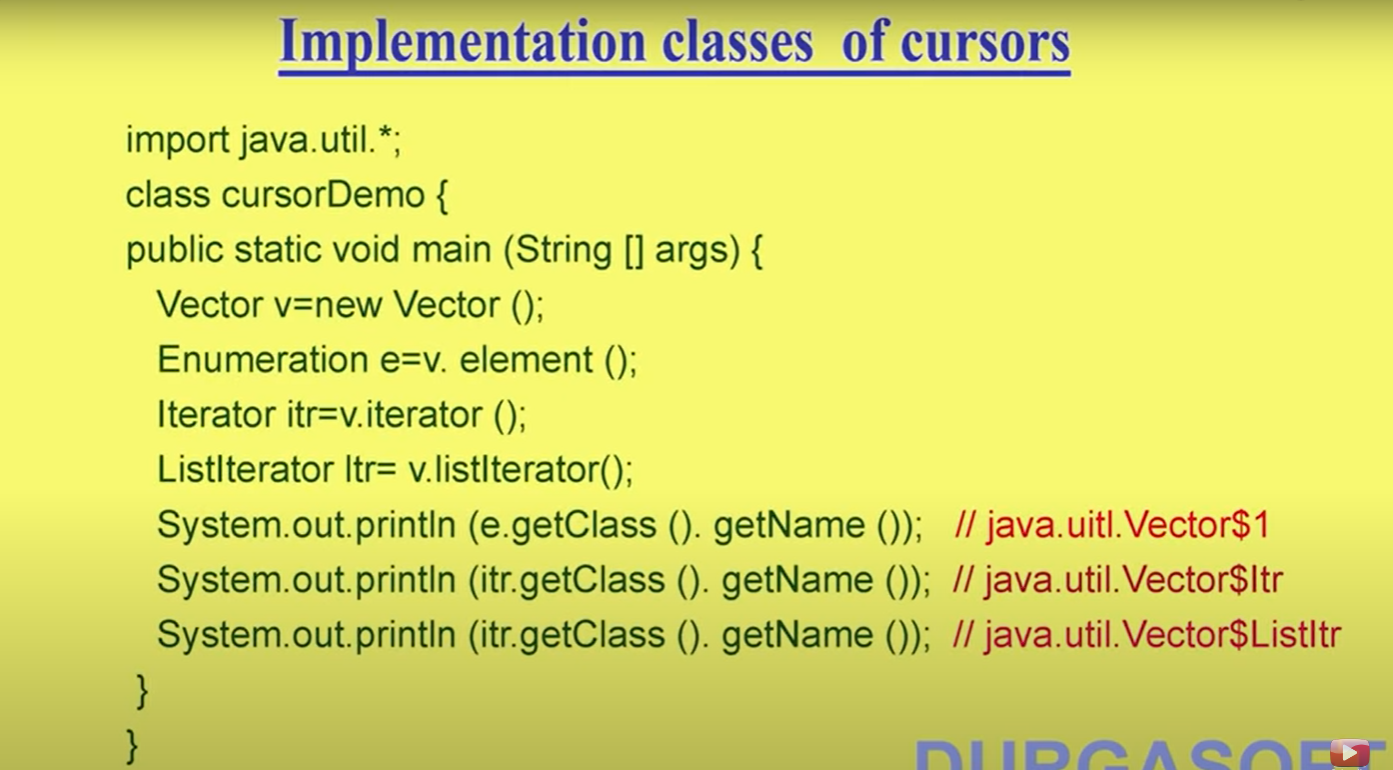 Implementation classes of cursors
import java.util.*;
class cursorDemo {
public static void main (String [] args) {
Vector v=new Vector ();
Enumeration e=v. element ();
Iterator itr=v.iterator ();
ListIterator ltr= v.listIterator();
System.out.println (e.getClass (). getName ()); // java.uitl.Vector$1
System.out.println (itr.getClass (). getName ()); // java.util.Vector$Itr
System.out.println (itr.getClass (). getName ()); // java.util.Vector$ListItr
}
}
DURGASOFT